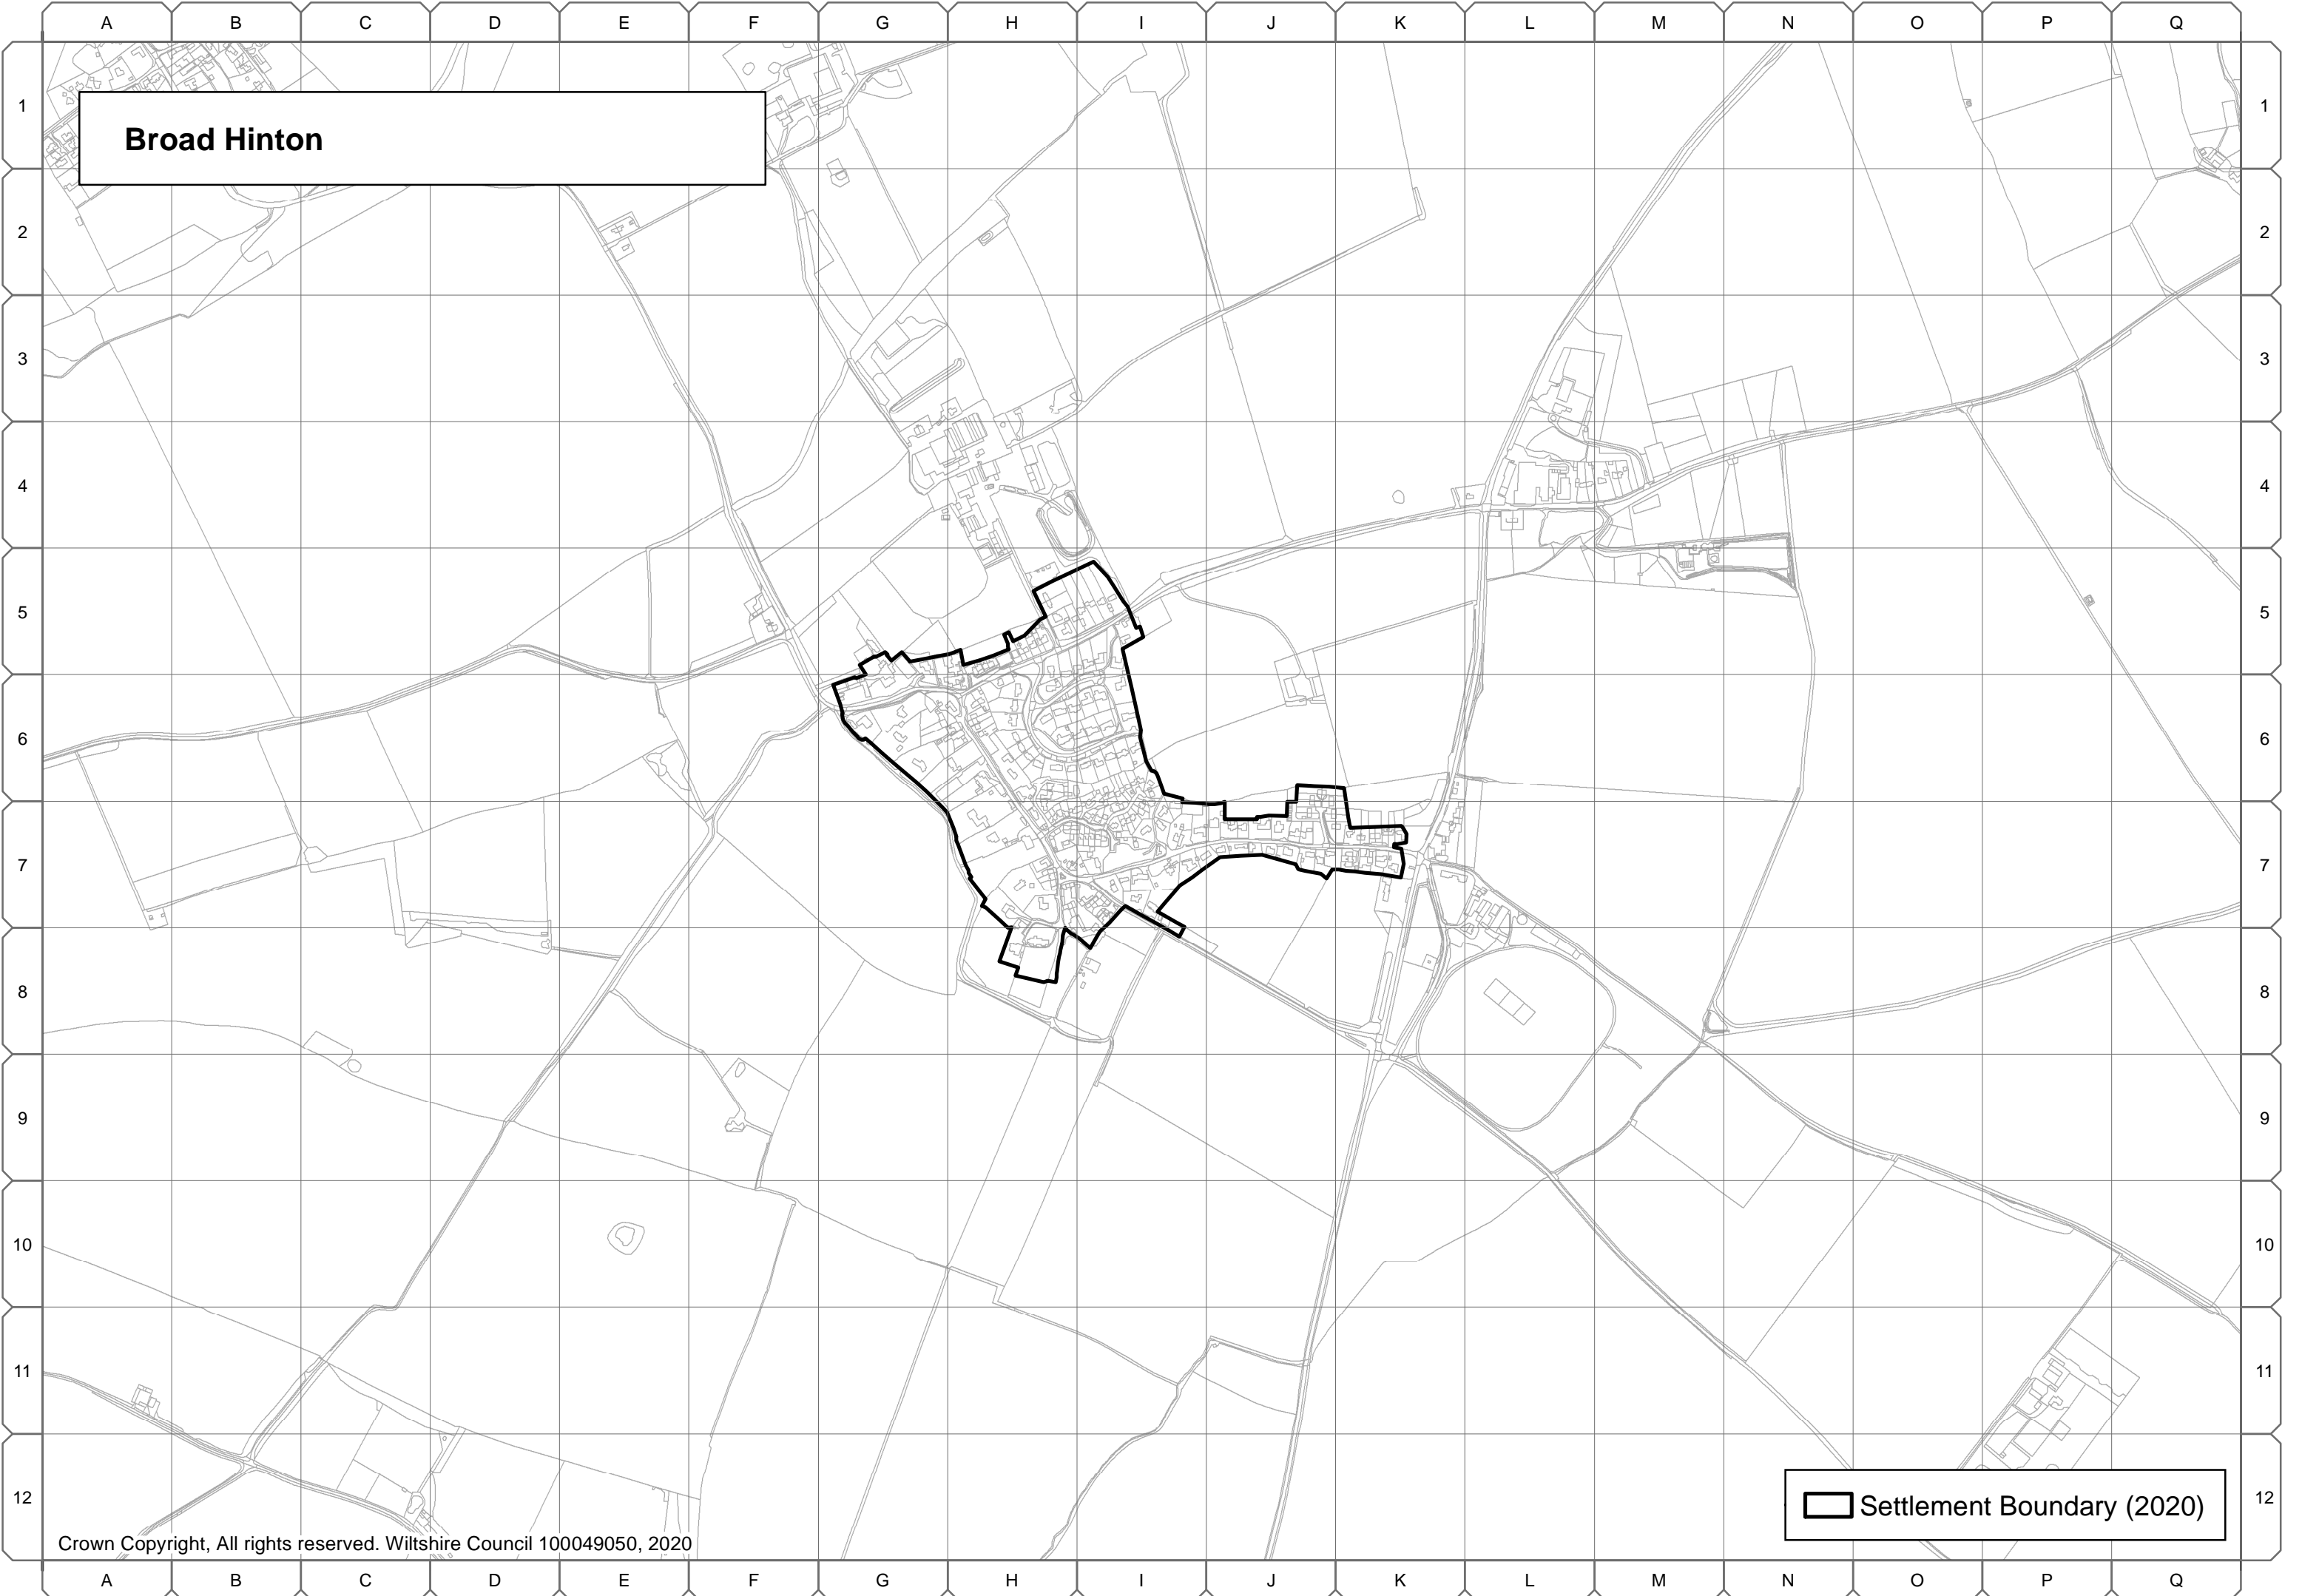 A B C D E F G H I J K L M N O P Q
1 1
Broad Hinton
2 2
3 3
4 4
5 5
6 6
7 7
8 8
9 9
10 10
11 11
12 12
Settlement Boundary (2020)
Crown Copyright, All rights reserved. Wiltshire Council 100049050, 2020
A B C D E F G H I J K L M N O P Q